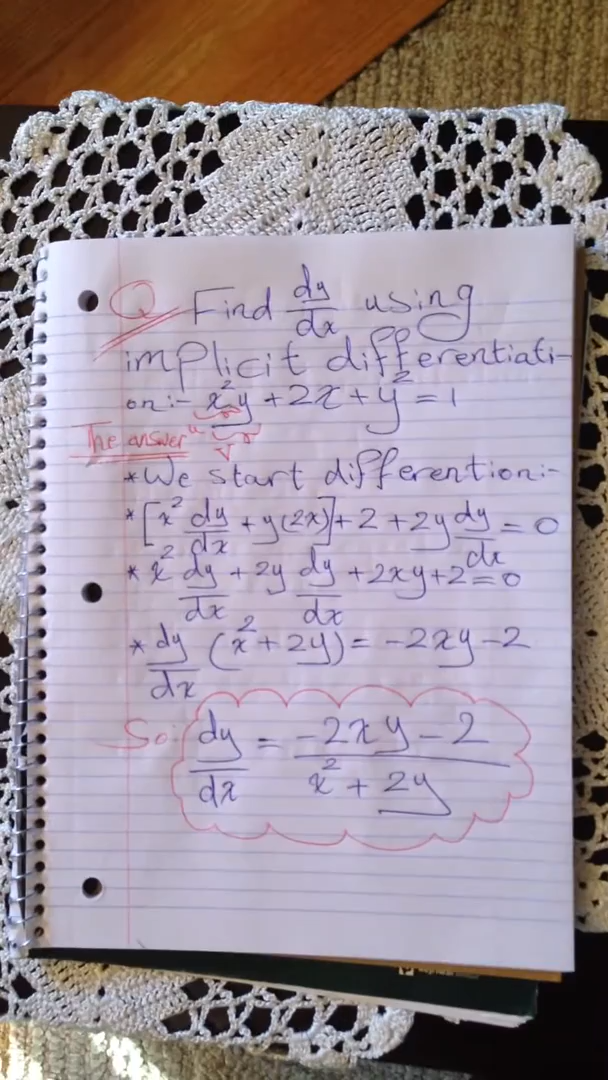 Q Find dy/dx using
implicit differentiati-
on:- x²y + 2x + y² = 1
The answer "u" v
*We start differention:-
*[x² dy/dx + y(2x)] + 2 + 2y dy/dx = 0
*x² dy/dx + 2y dy/dx + 2xy + 2 = 0
*dy/dx (x² + 2y) = -2xy - 2
So: dy/dx = (-2xy - 2)/(x² + 2y)